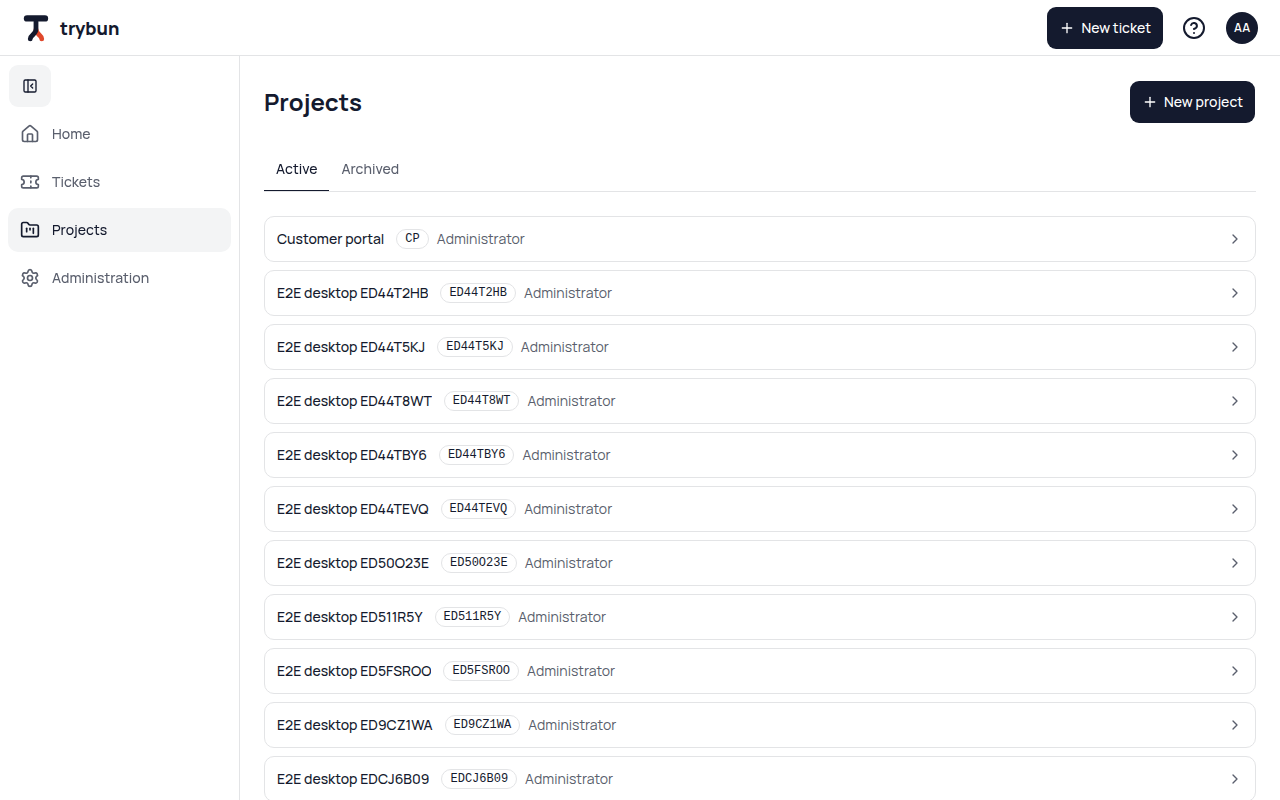 trybun
New ticket
AA
Home
Tickets
Projects
Administration
Projects
New project
Active Archived
Customer portal CP Administrator
E2E desktop ED44T2HB ED44T2HB Administrator
E2E desktop ED44T5KJ ED44T5KJ Administrator
E2E desktop ED44T8WT ED44T8WT Administrator
E2E desktop ED44TBY6 ED44TBY6 Administrator
E2E desktop ED44TEVQ ED44TEVQ Administrator
E2E desktop ED50O23E ED50O23E Administrator
E2E desktop ED511R5Y ED511R5Y Administrator
E2E desktop ED5FSROO ED5FSROO Administrator
E2E desktop ED9CZ1WA ED9CZ1WA Administrator
E2E desktop EDCJ6B09 EDCJ6B09 Administrator